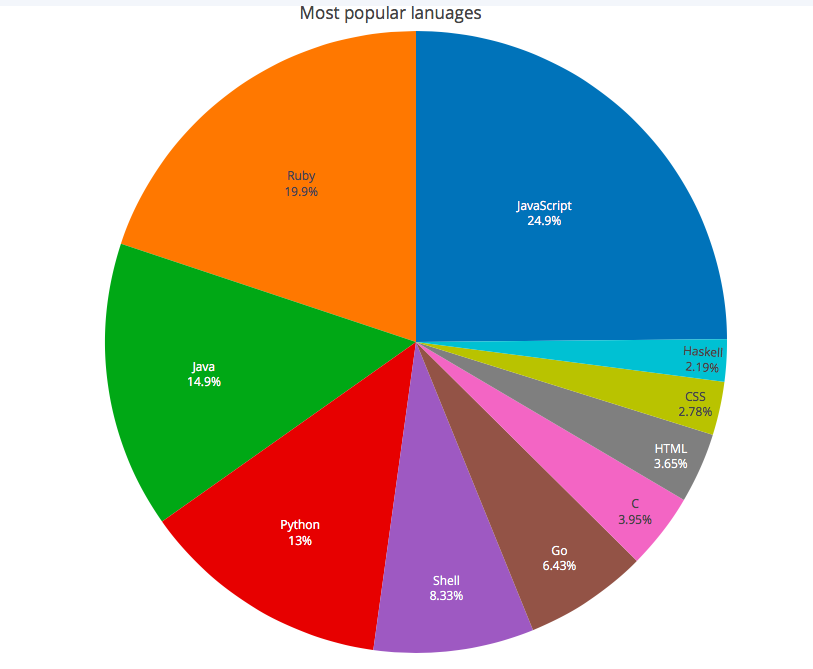 Most popular lanuages
Ruby
19.9%
JavaScript
24.9%
Haskell
2.19%
Java
14.9%
CSS
2.78%
HTML
3.65%
C
3.95%
Python
13%
Go
6.43%
Shell
8.33%